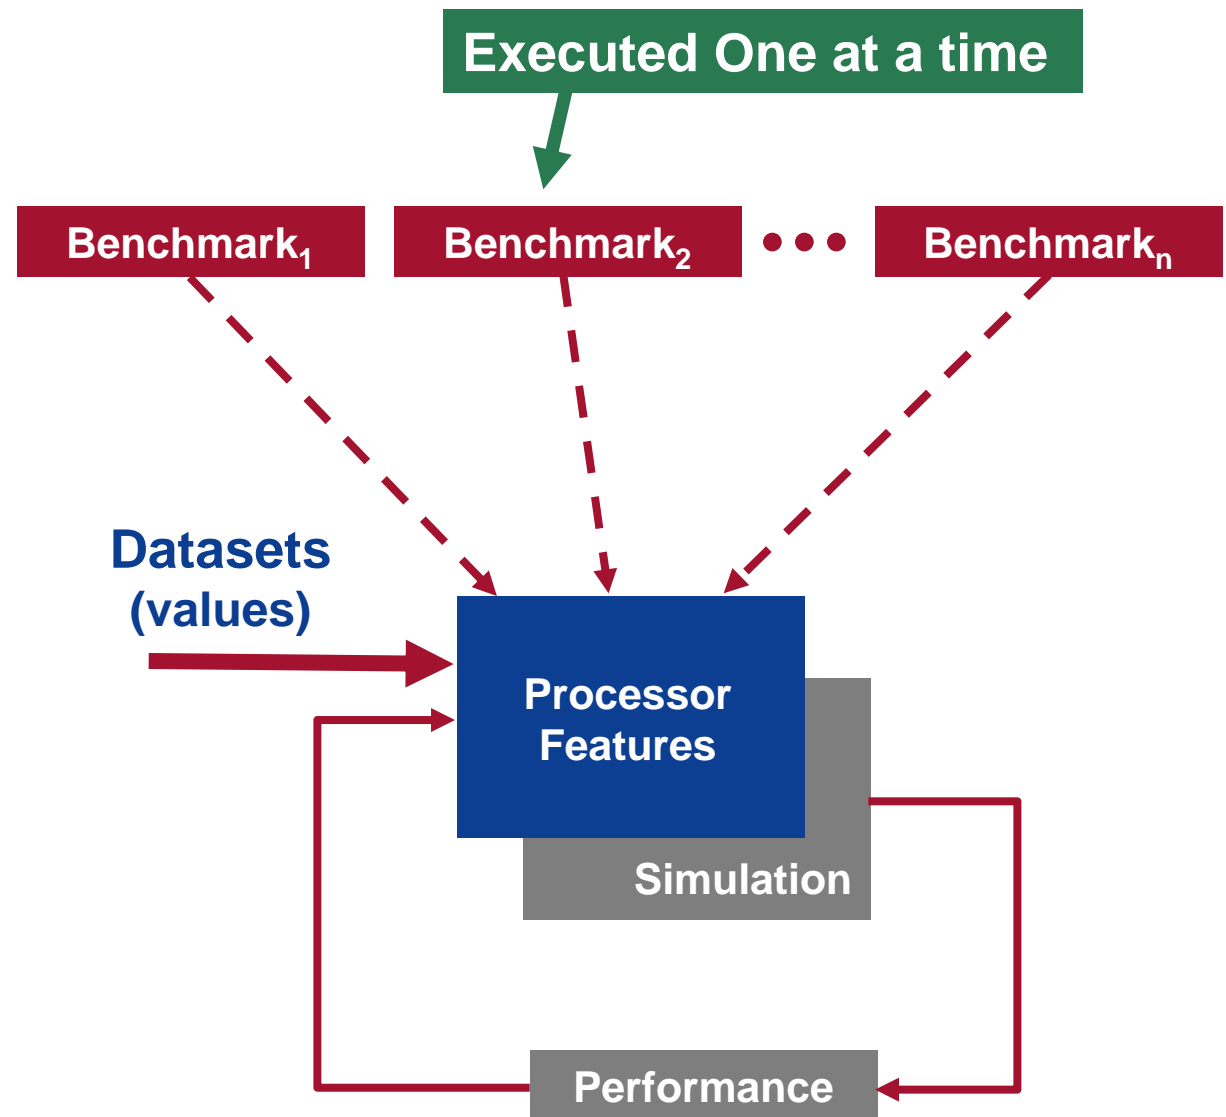 Executed One at a time
Benchmark₁
Benchmark₂
Benchmarkₙ
Datasets
(values)
Processor
Features
Simulation
Performance